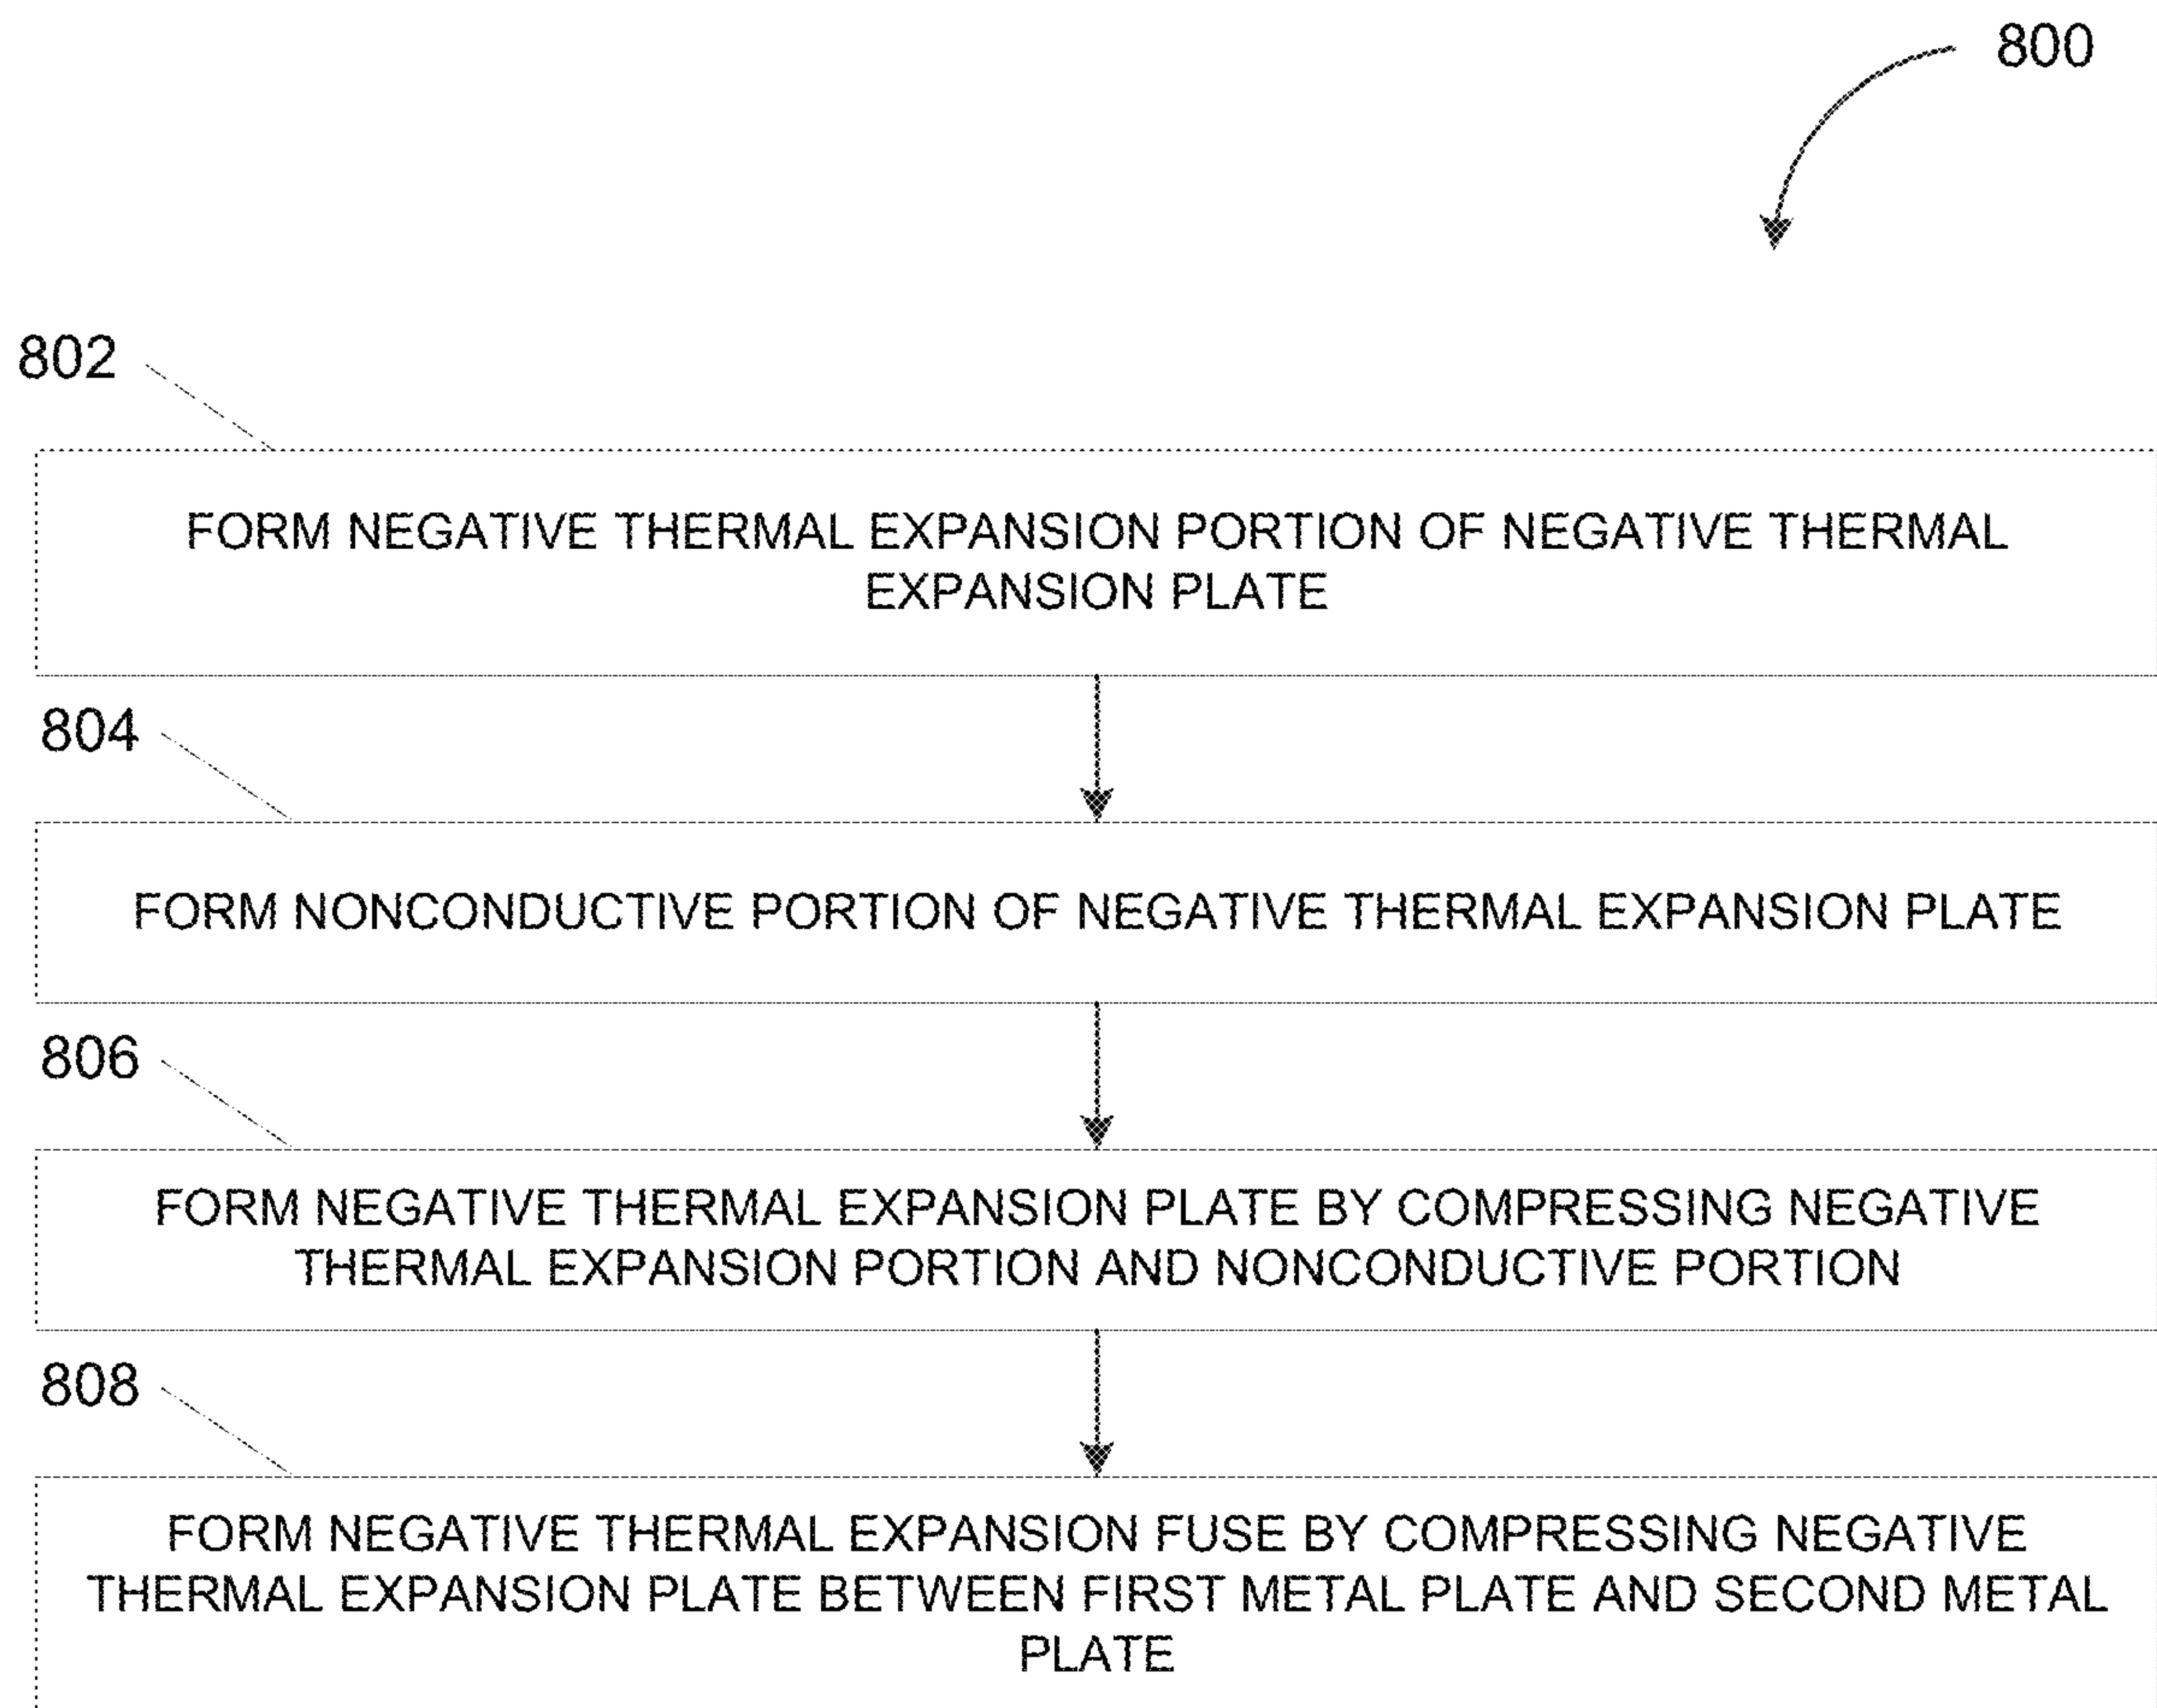 800
802
FORM NEGATIVE THERMAL EXPANSION PORTION OF NEGATIVE THERMAL
EXPANSION PLATE
804
FORM NONCONDUCTIVE PORTION OF NEGATIVE THERMAL EXPANSION PLATE
806
FORM NEGATIVE THERMAL EXPANSION PLATE BY COMPRESSING NEGATIVE
THERMAL EXPANSION PORTION AND NONCONDUCTIVE PORTION
808
FORM NEGATIVE THERMAL EXPANSION FUSE BY COMPRESSING NEGATIVE
THERMAL EXPANSION PLATE BETWEEN FIRST METAL PLATE AND SECOND METAL
PLATE